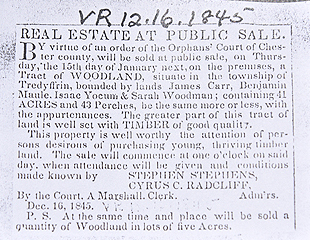 VR 12.16.1845
REAL ESTATE AT PUBLIC SALE.
BY virtue of an order of the Orphans' Court of Ches-
ter county, will be sold at public sale, on Thurs-
day, the 15th day of January next, on the premises, a
Tract of WOODLAND, situate in the township of
Tredyffrin, bounded by lands James Carr, Benjamin
Maule, Isaac Yocum & Sarah Woodman; containing 41
ACRES and 43 Perches, be the same more or less, with
the appurtenances. The greater part of this tract of
land is well set with TIMBER of good quality.
This property is well worthy the attention of per-
sons desirous of purchasing young, thriving timber
land. The sale will commence at one o'clock on said
day, when attendance will be given and conditions
made known by STEPHEN STEPHENS,
CYRUS C. RADCLIFF,
By the Court. A Marshall, Clerk. Adm'rs.
Dec. 16, 1845.
P. S. At the same time and place will be sold a
quantity of Woodland in lots of five Acres.